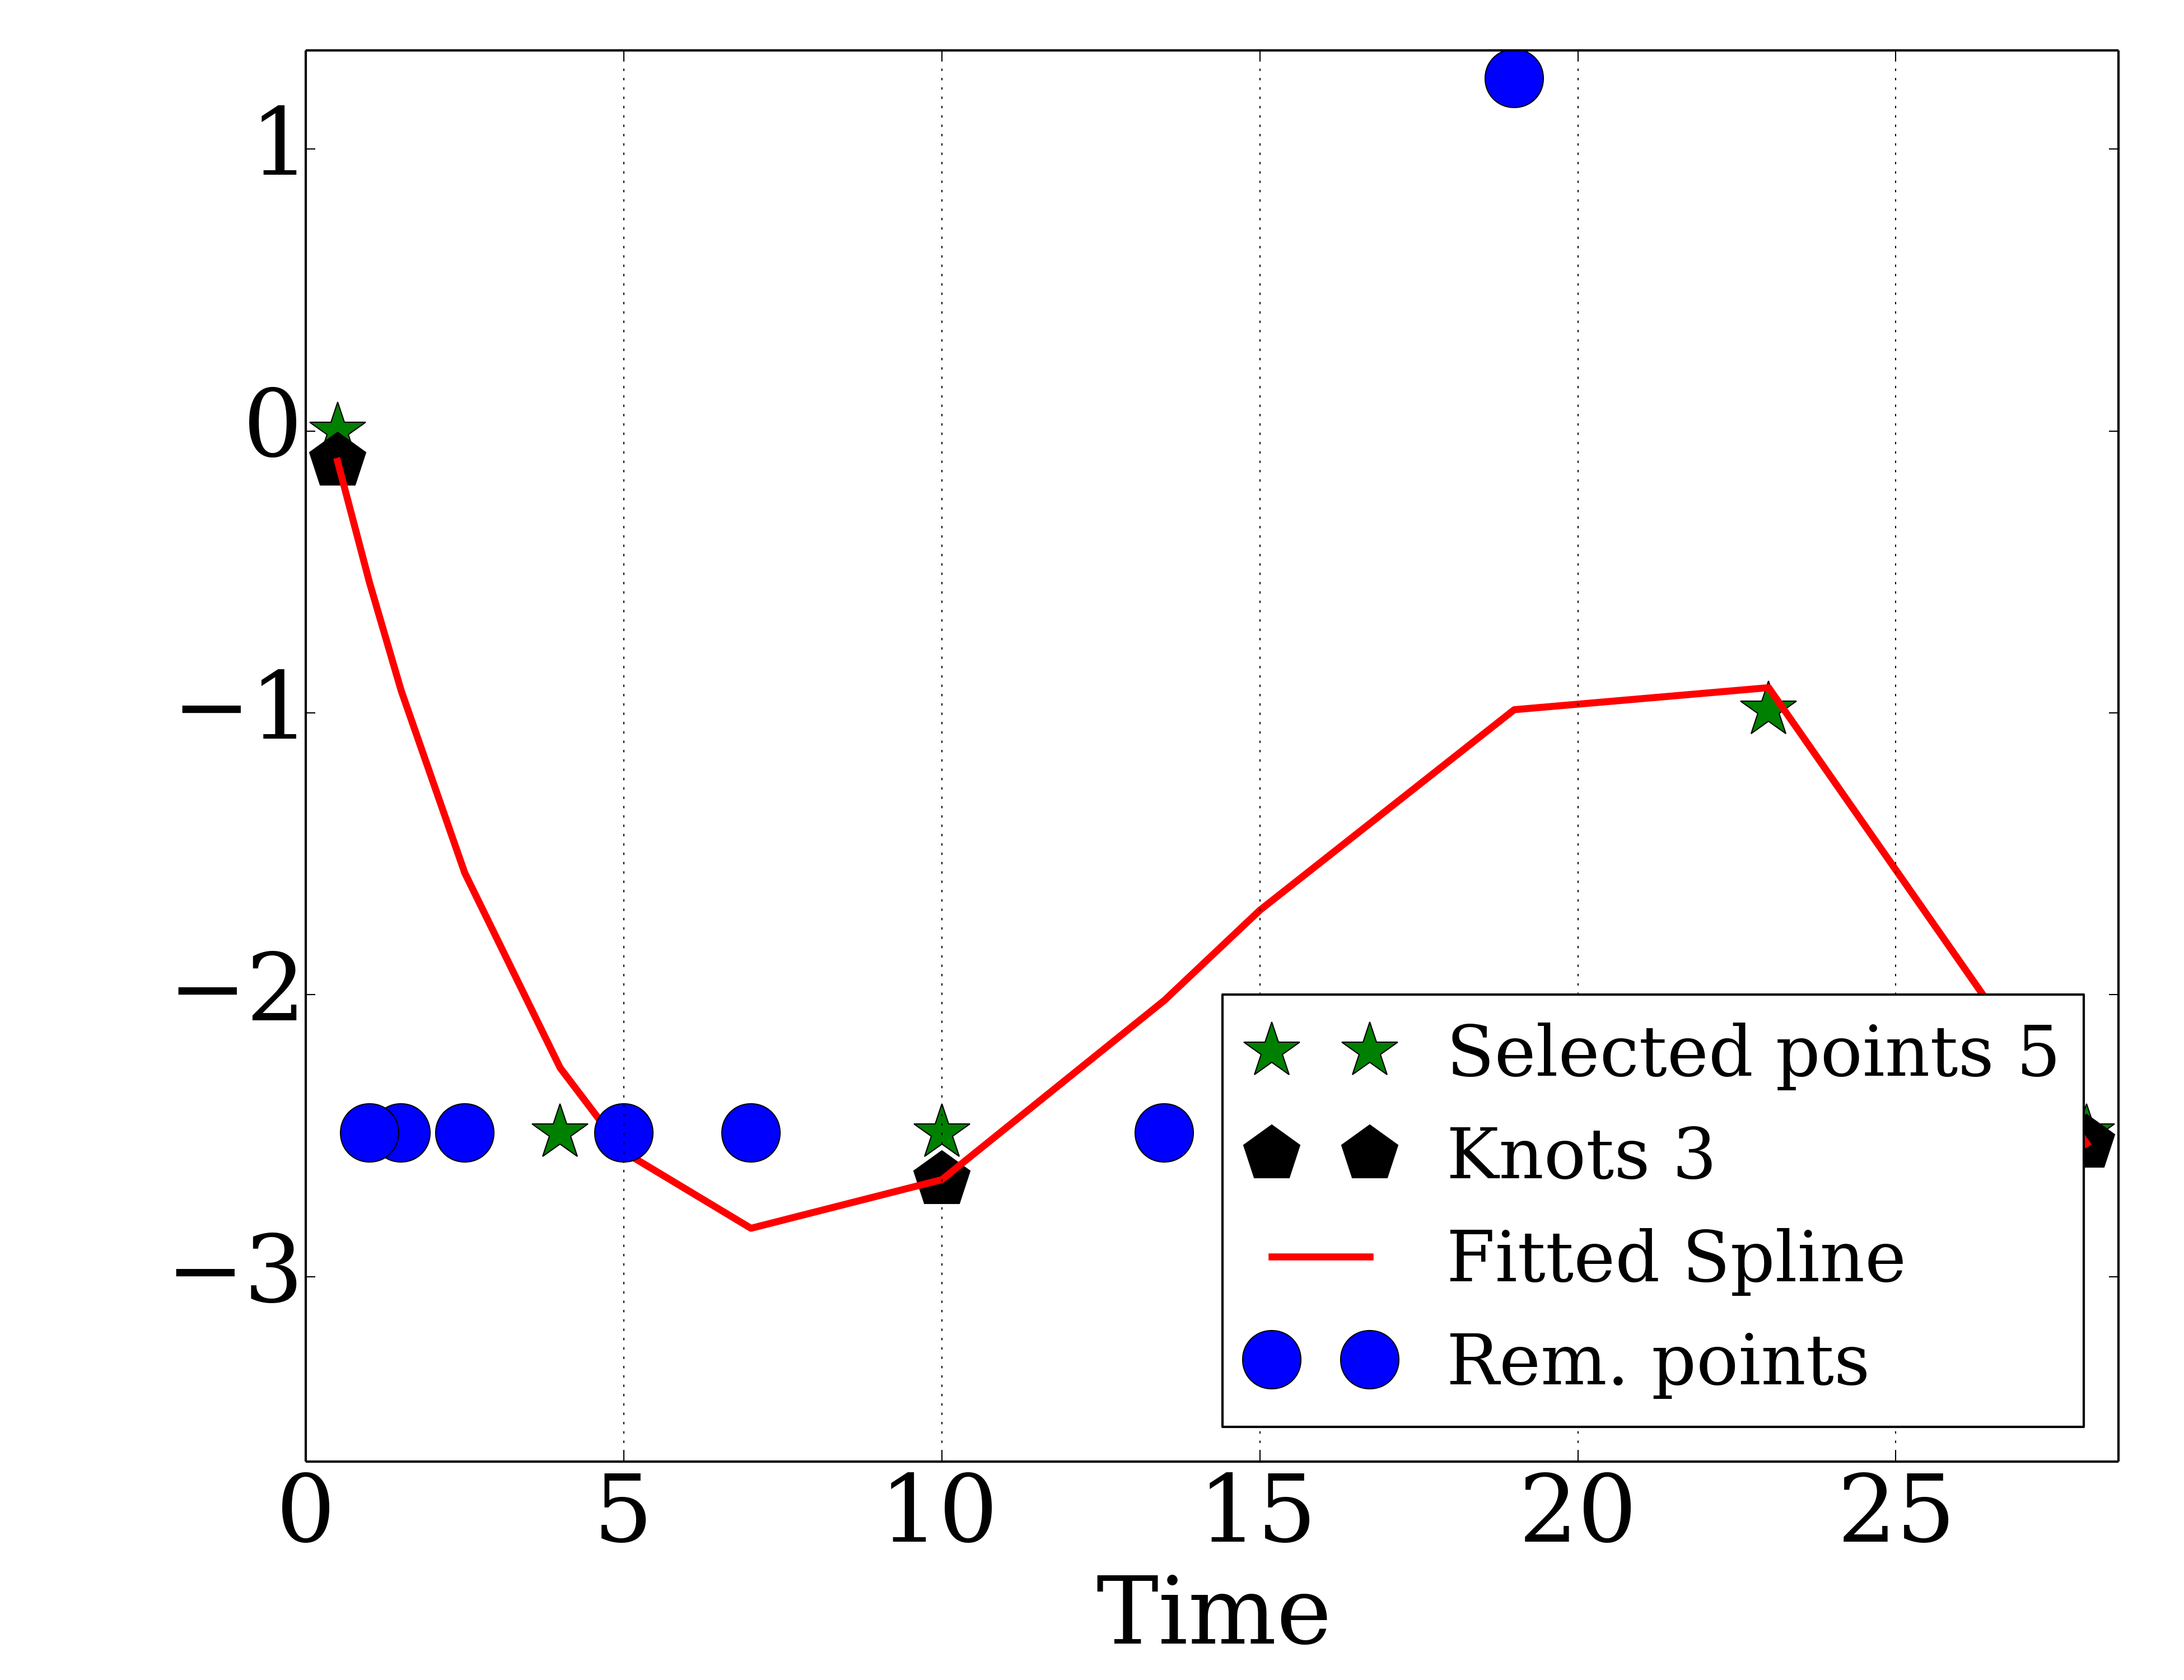 1
0
−1
−2
−3
Selected points 5
Knots 3
Fitted Spline
Rem. points
0 5 10 15 20 25
Time